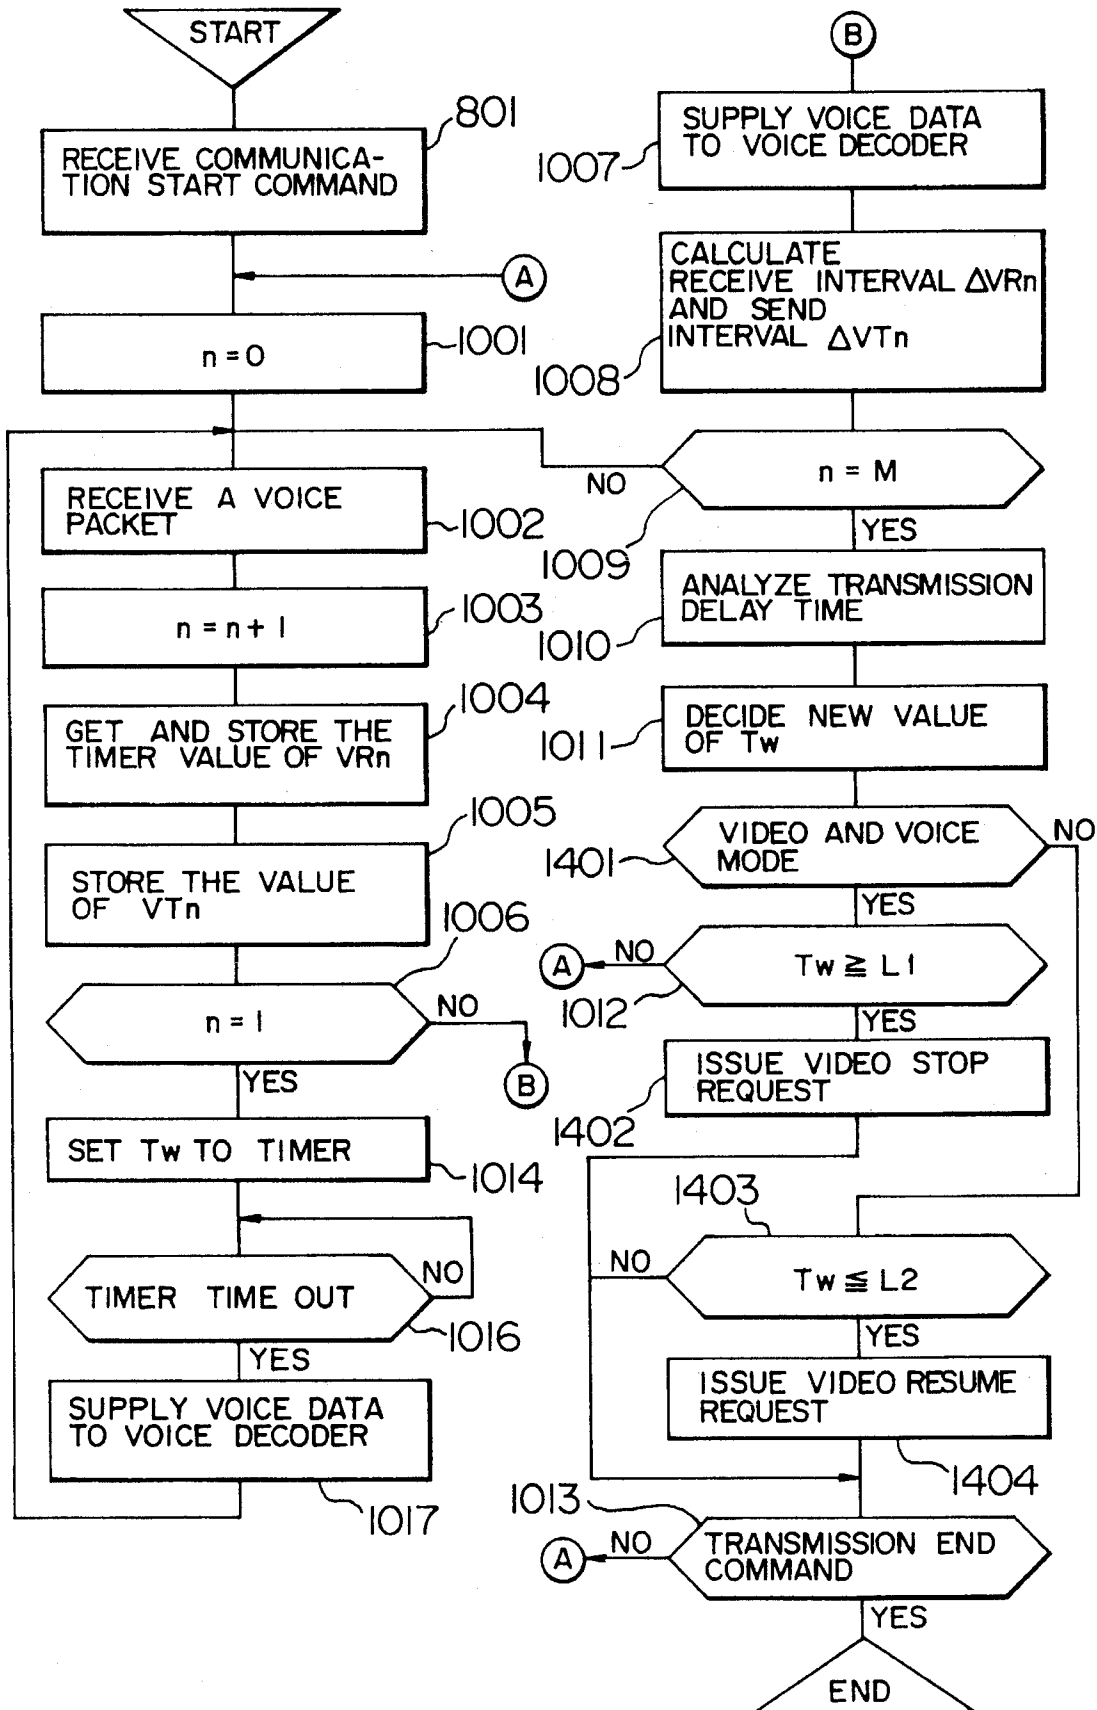 START
801
RECEIVE COMMUNICA-
TION START COMMAND
A
1001
n = 0
RECEIVE A VOICE
PACKET
1002
n = n + 1
1003
1004
GET AND STORE THE
TIMER VALUE OF VRn
1005
STORE THE VALUE
OF VTn
1006
n = 1
NO
B
YES
SET Tw TO TIMER
1014
TIMER TIME OUT
NO
1016
YES
SUPPLY VOICE DATA
TO VOICE DECODER
1017
B
SUPPLY VOICE DATA
TO VOICE DECODER
1007
CALCULATE
RECEIVE INTERVAL ΔVRn
AND SEND
INTERVAL ΔVTn
1008
n = M
NO
1009
YES
ANALYZE TRANSMISSION
DELAY TIME
1010
DECIDE NEW VALUE
OF Tw
1011
VIDEO AND VOICE
MODE
NO
1401
YES
Tw ≧ L1
NO
A
1012
YES
ISSUE VIDEO STOP
REQUEST
1402
1403
Tw ≦ L2
NO
YES
ISSUE VIDEO RESUME
REQUEST
1404
1013
TRANSMISSION END
COMMAND
NO
A
YES
END